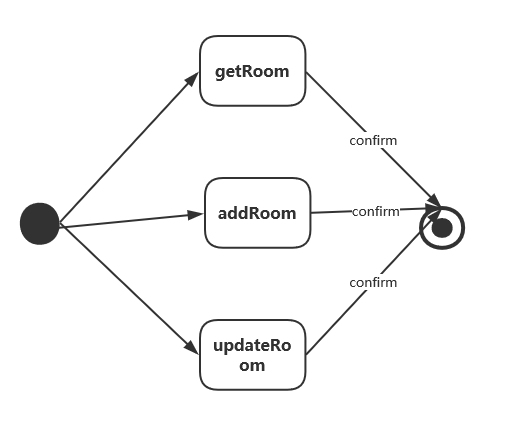 getRoom
confirm
addRoom
confirm
confirm
updateRo
om